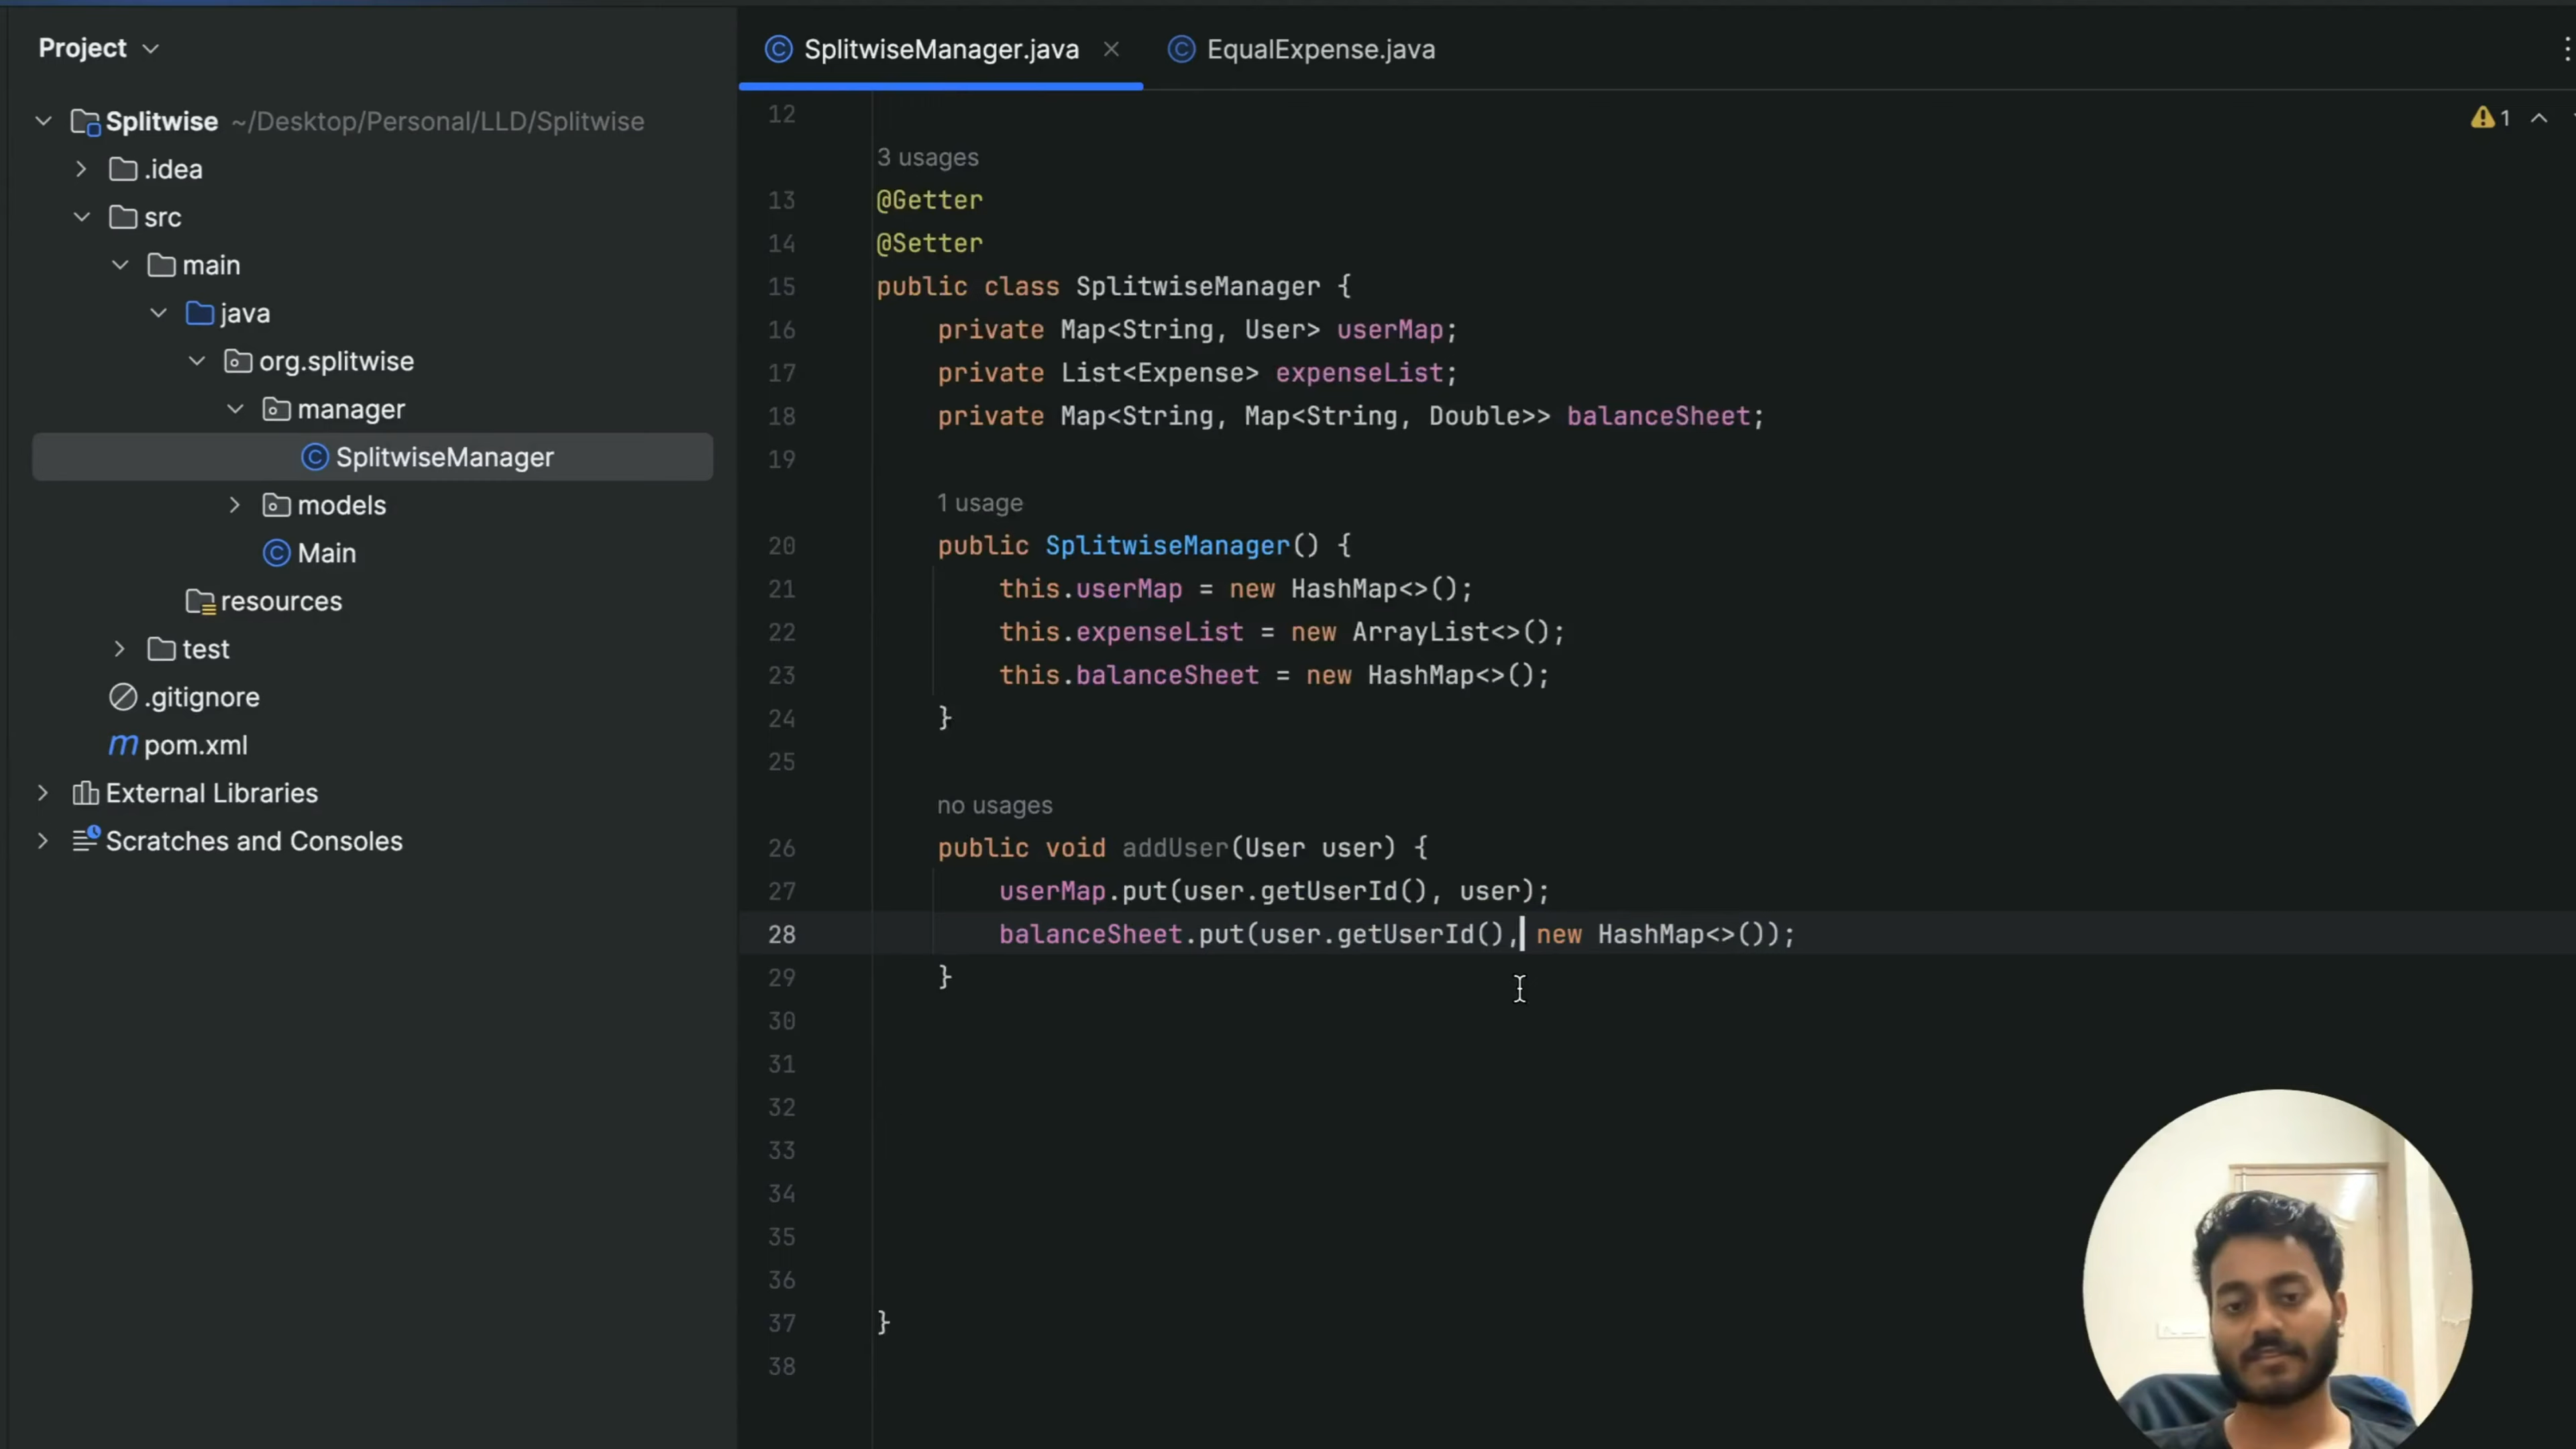 Project
Splitwise ~/Desktop/Personal/LLD/Splitwise
.idea
src
main
java
org.splitwise
manager
SplitwiseManager
models
Main
resources
test
.gitignore
pom.xml
External Libraries
Scratches and Consoles
SplitwiseManager.java EqualExpense.java
1
12
3 usages
13 @Getter
14 @Setter
15 public class SplitwiseManager {
16 private Map<String, User> userMap;
17 private List<Expense> expenseList;
18 private Map<String, Map<String, Double>> balanceSheet;
19
1 usage
20 public SplitwiseManager() {
21 this.userMap = new HashMap<>();
22 this.expenseList = new ArrayList<>();
23 this.balanceSheet = new HashMap<>();
24 }
25
no usages
26 public void addUser(User user) {
27 userMap.put(user.getUserId(), user);
28 balanceSheet.put(user.getUserId(), new HashMap<>());
29 }
30
31
32
33
34
35
36
37 }
38